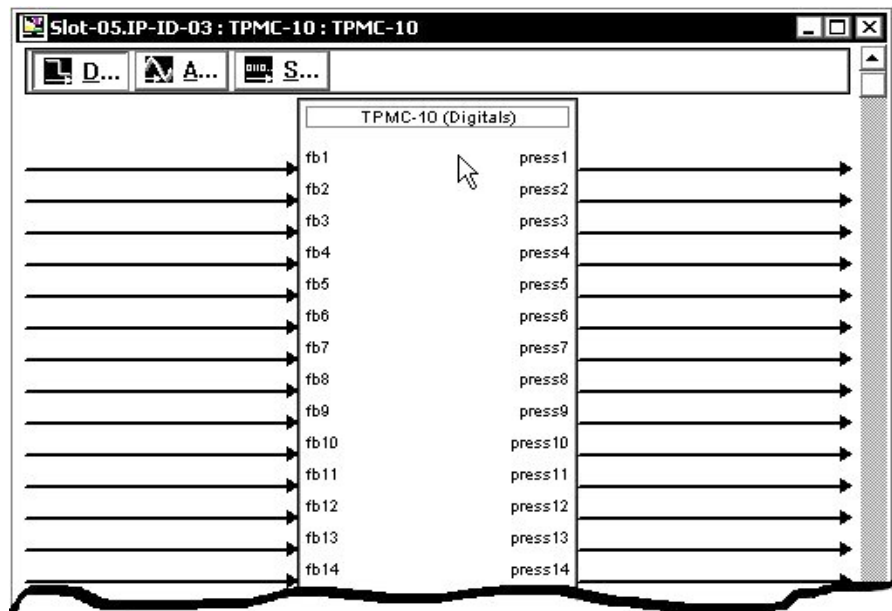 Slot-05.IP-ID-03 : TPMC-10 : TPMC-10
D... A... S...
TPMC-10 (Digitals)
fb1 press1
fb2 press2
fb3 press3
fb4 press4
fb5 press5
fb6 press6
fb7 press7
fb8 press8
fb9 press9
fb10 press10
fb11 press11
fb12 press12
fb13 press13
fb14 press14